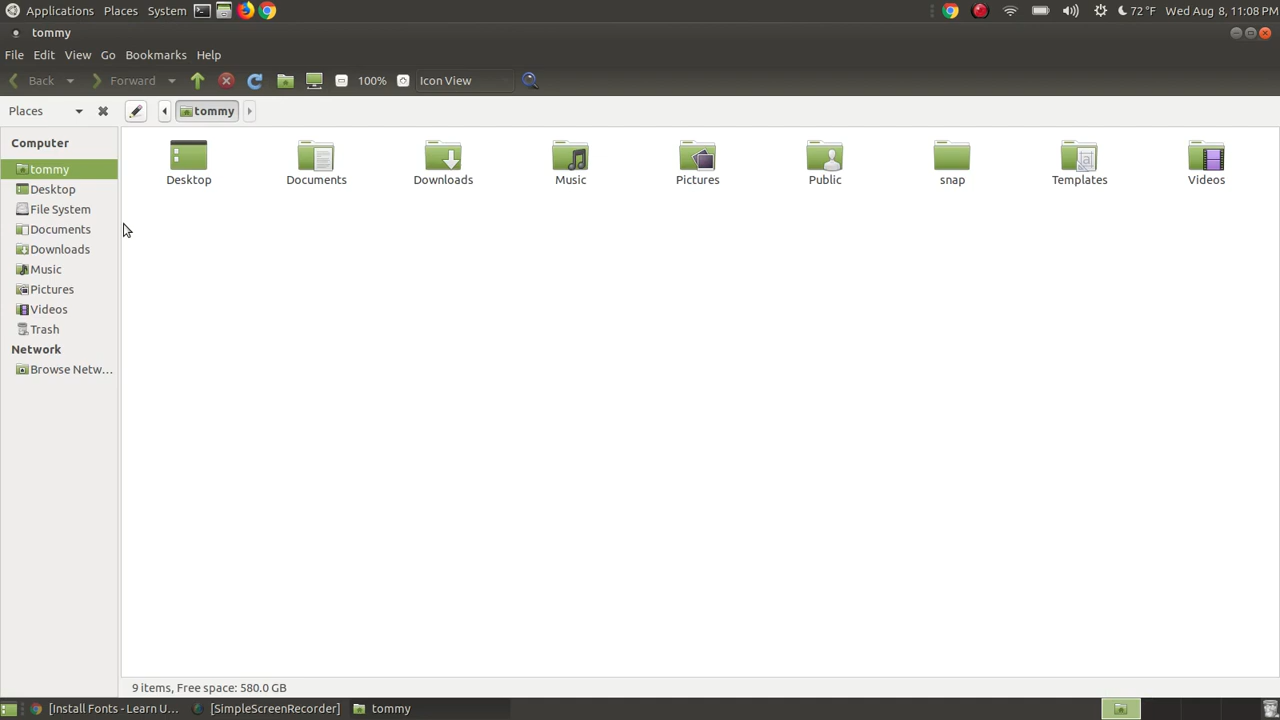 Applications Places System 72 °F Wed Aug 8, 11:08 PM
tommy
File Edit View Go Bookmarks Help
Back Forward 100% Icon View
Places tommy
Computer
tommy
Desktop
File System
Documents
Downloads
Music
Pictures
Videos
Trash
Network
Browse Netw...
Desktop Documents Downloads Music Pictures Public snap Templates Videos
9 items, Free space: 580.0 GB
[Install Fonts - Learn U... [SimpleScreenRecorder] tommy